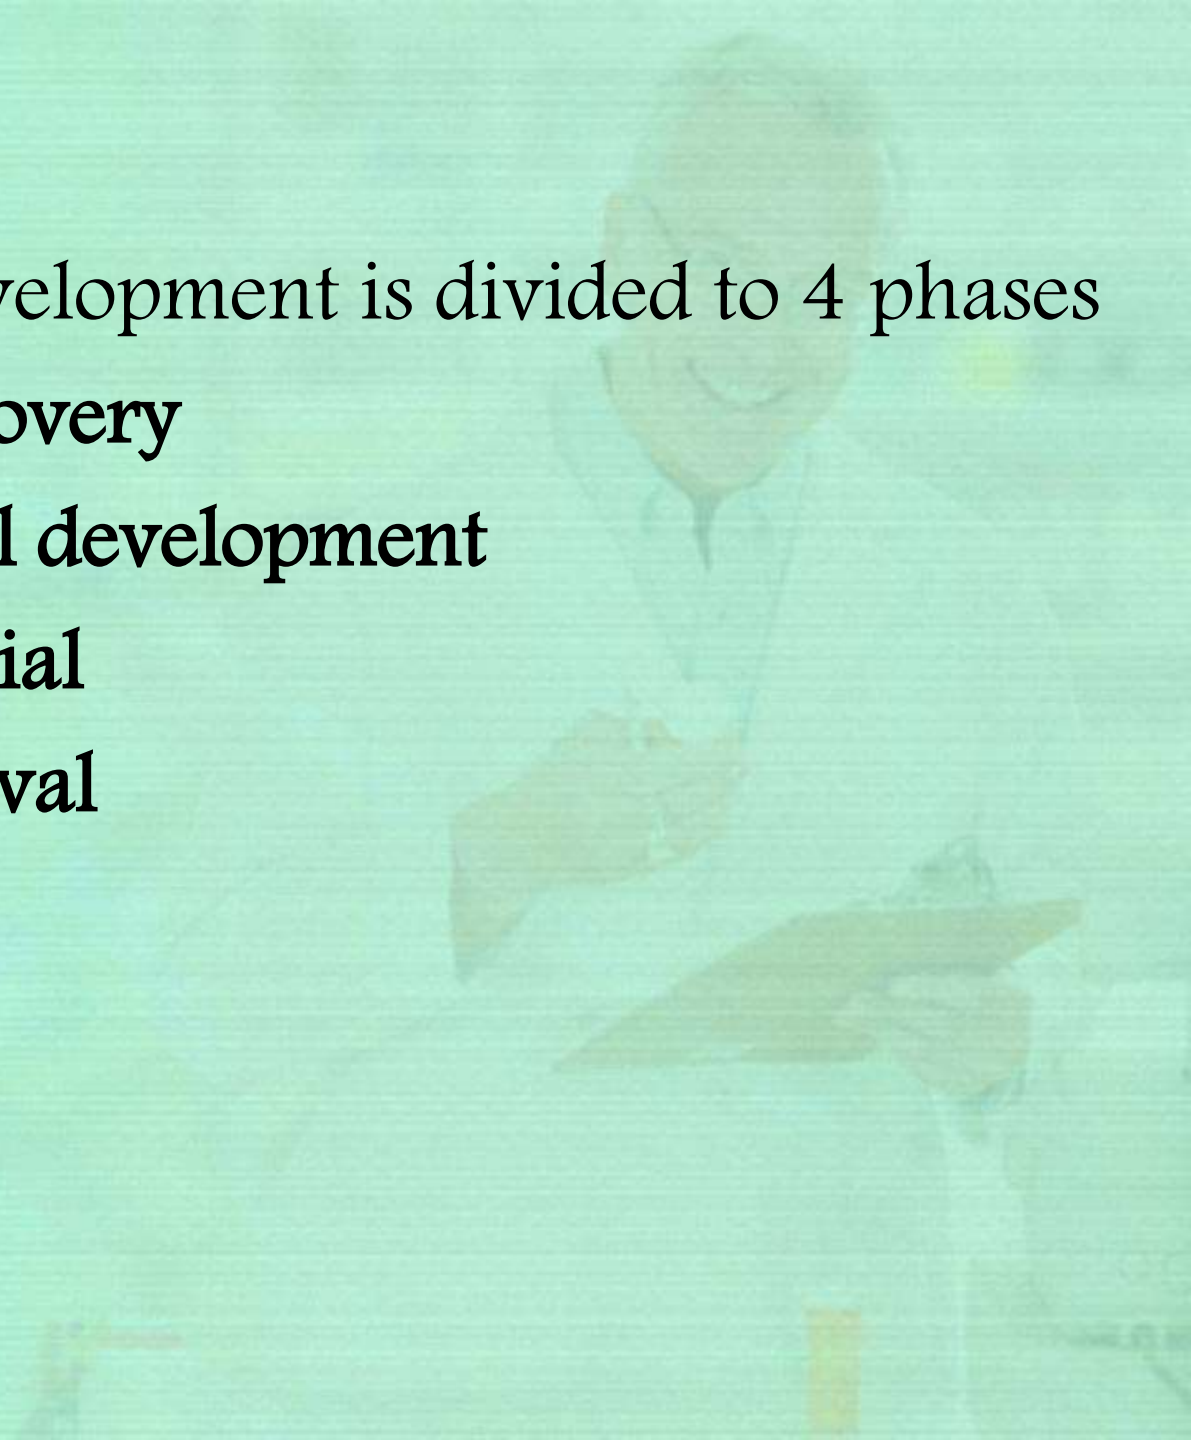 velopment is divided to 4 phases
overy
l development
ial
val